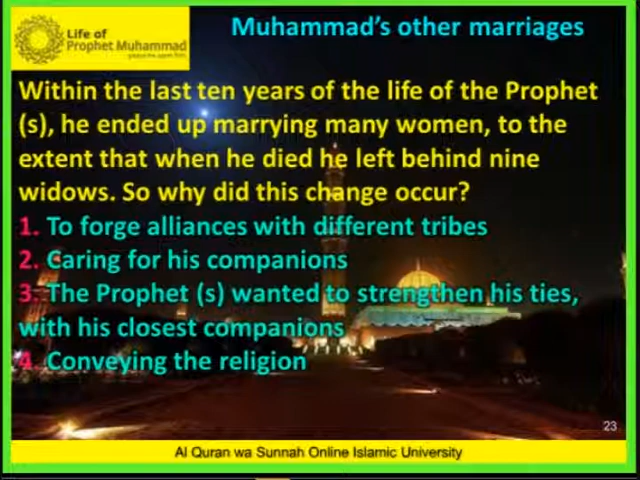 Life of
Prophet Muhammad
Muhammad's other marriages
Within the last ten years of the life of the Prophet
(s), he ended up marrying many women, to the
extent that when he died he left behind nine
widows. So why did this change occur?
1. To forge alliances with different tribes
2. Caring for his companions
3. The Prophet (s) wanted to strengthen his ties,
with his closest companions
4. Conveying the religion
23
Al Quran wa Sunnah Online Islamic University